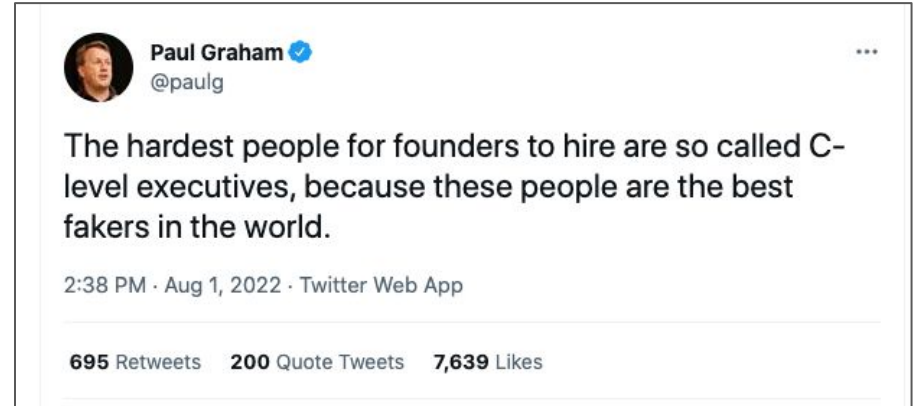 Paul Graham
@paulg
The hardest people for founders to hire are so called C-
level executives, because these people are the best
fakers in the world.
2:38 PM · Aug 1, 2022 · Twitter Web App
695 Retweets 200 Quote Tweets 7,639 Likes